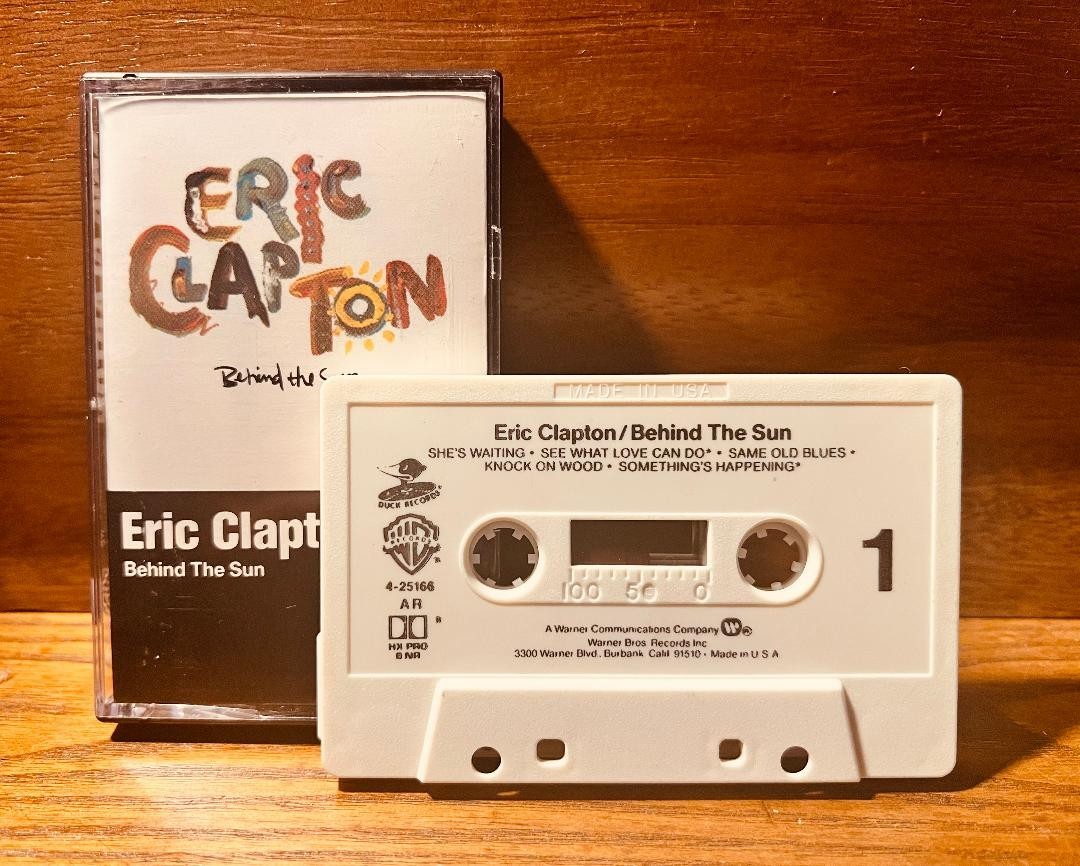 ERIC
CLAPTON
Behind the
Eric Clapt
Behind The Sun
MADE IN USA
Eric Clapton/Behind The Sun
SHE'S WAITING • SEE WHAT LOVE CAN DO* • SAME OLD BLUES •
KNOCK ON WOOD • SOMETHING'S HAPPENING*
DUCK RECORDS
WB
RECORDS
4-25166
AR
HX PRO
B NR
100 50 0
1
A Warner Communications Company
Warner Bros. Records Inc.
3300 Warner Blvd., Burbank, Calif. 91510 • Made in U.S.A.